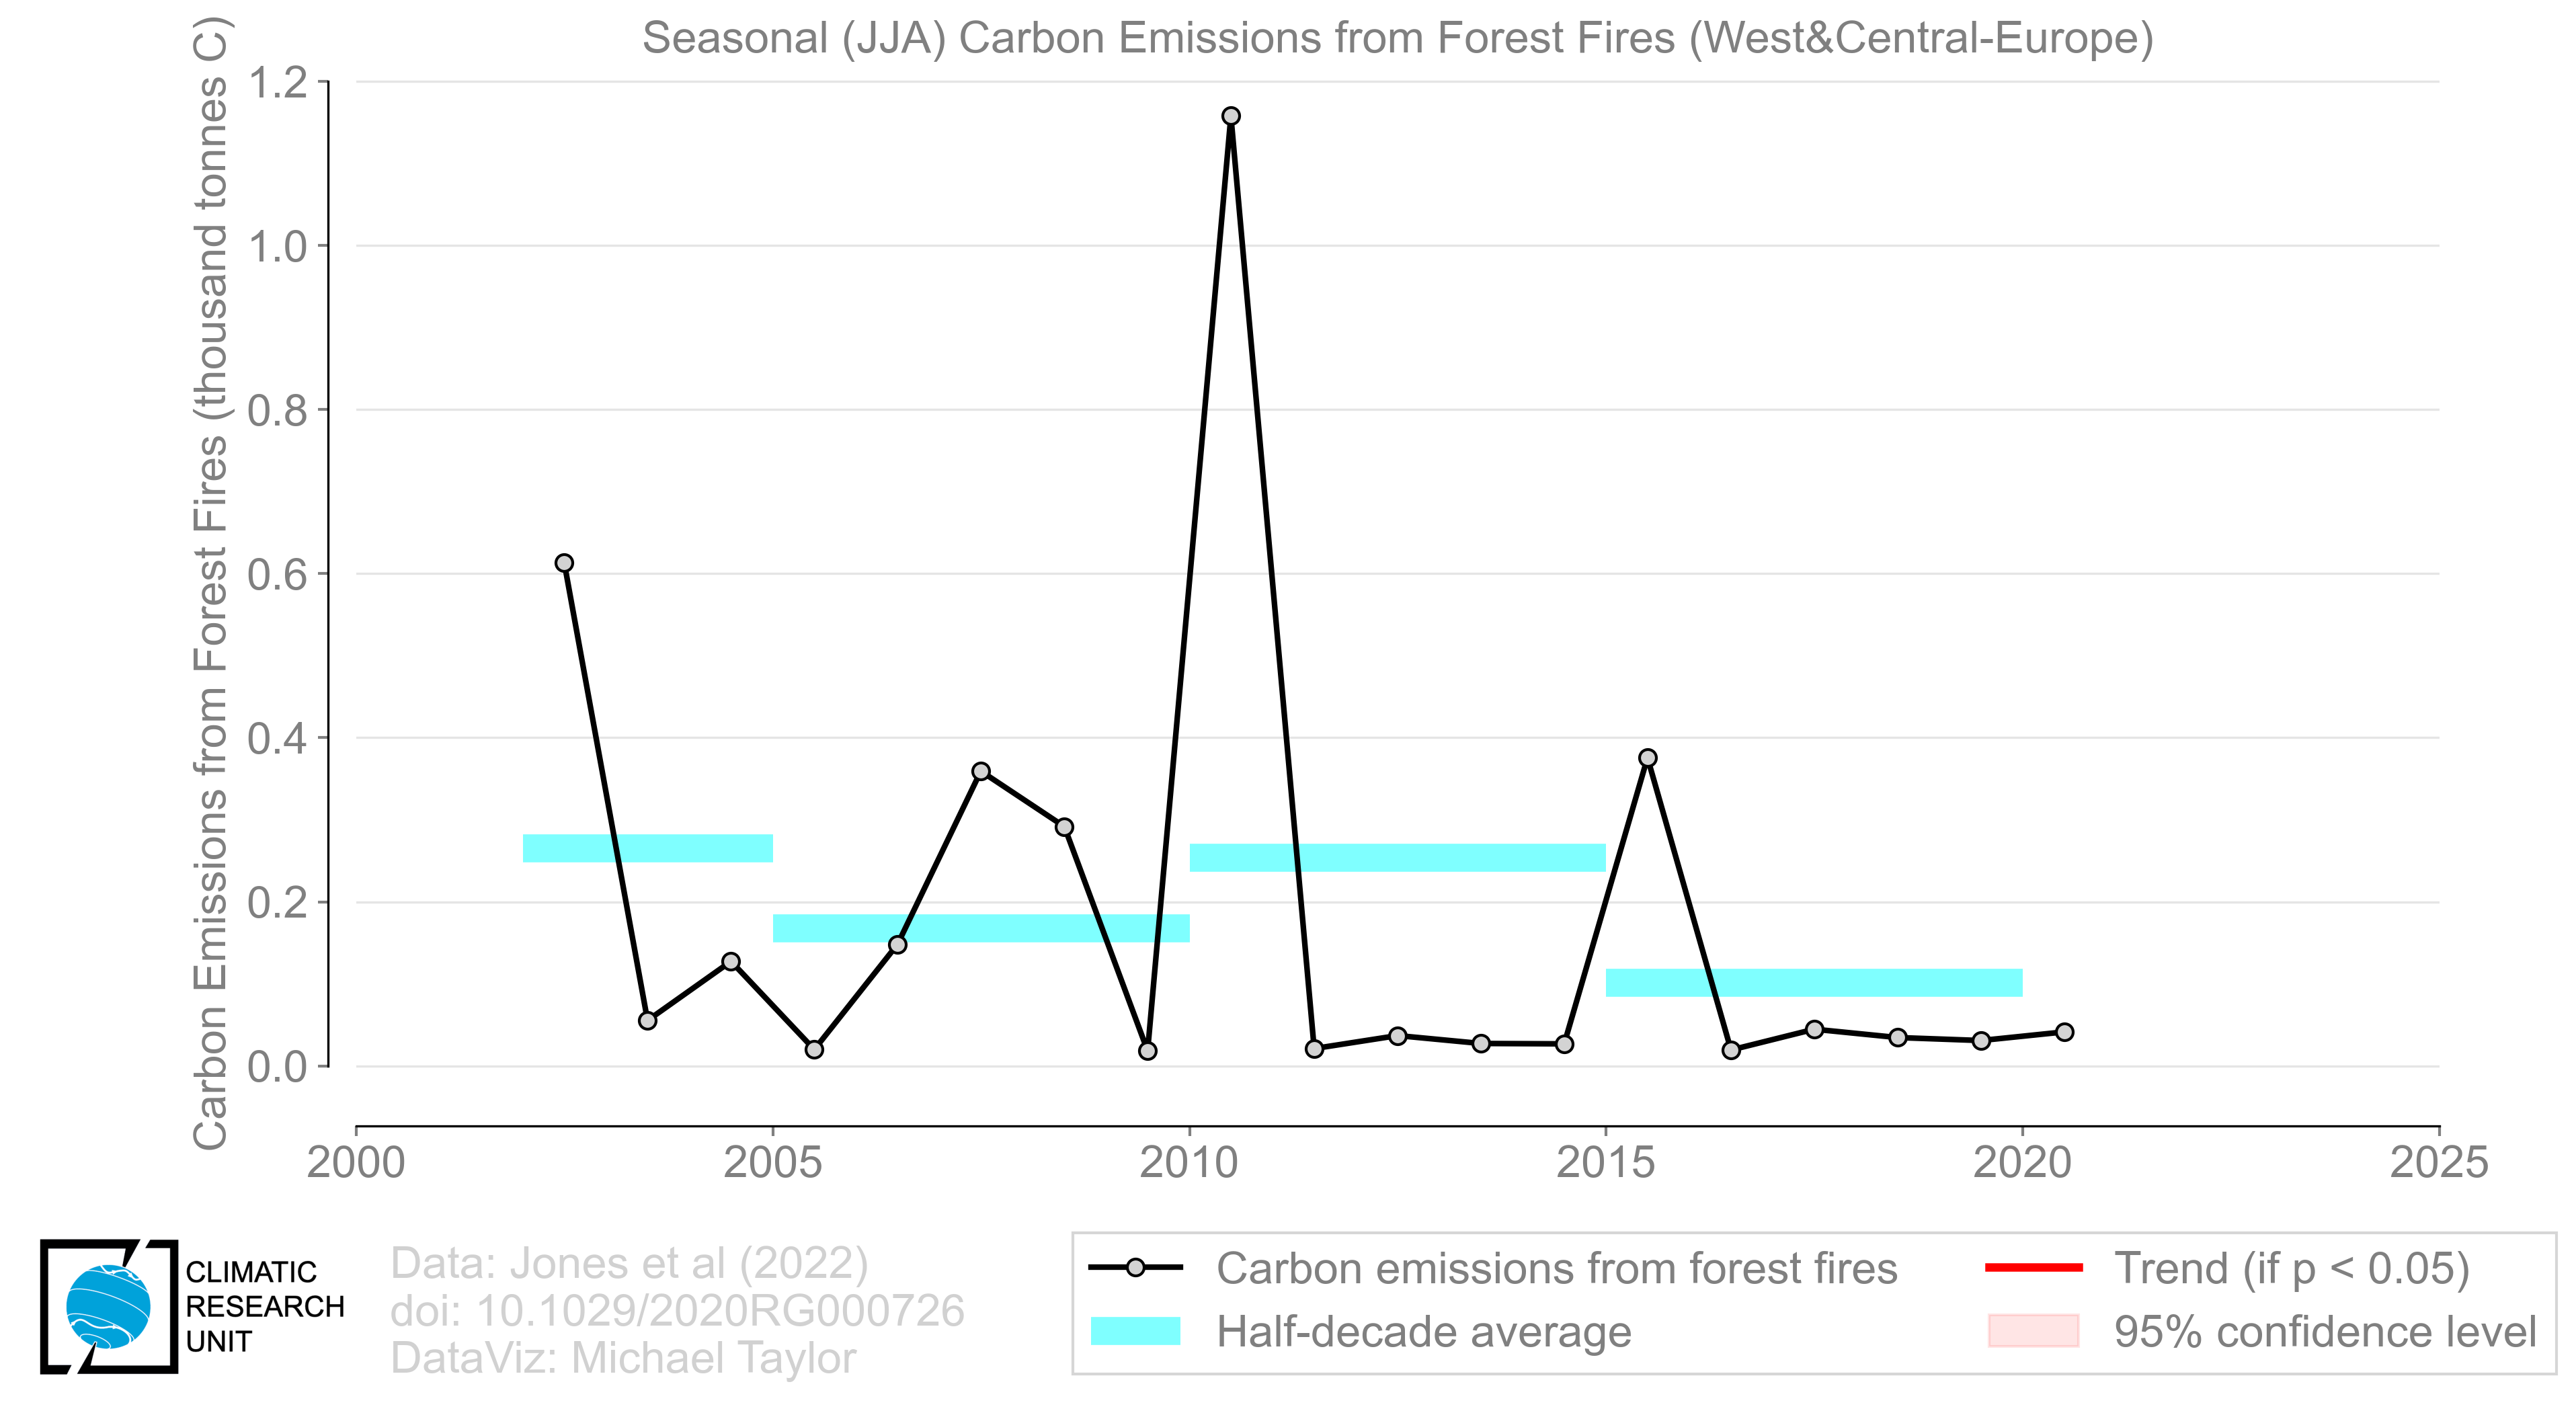 Seasonal (JJA) Carbon Emissions from Forest Fires (West&Central-Europe)
Carbon Emissions from Forest Fires (thousand tonnes C)
1.2
1.0
0.8
0.6
0.4
0.2
0.0
2000
2005
2010
2015
2020
2025
CLIMATIC
RESEARCH
UNIT
Data: Jones et al (2022)
doi: 10.1029/2020RG000726
DataViz: Michael Taylor
Carbon emissions from forest fires
Half-decade average
Trend (if p < 0.05)
95% confidence level